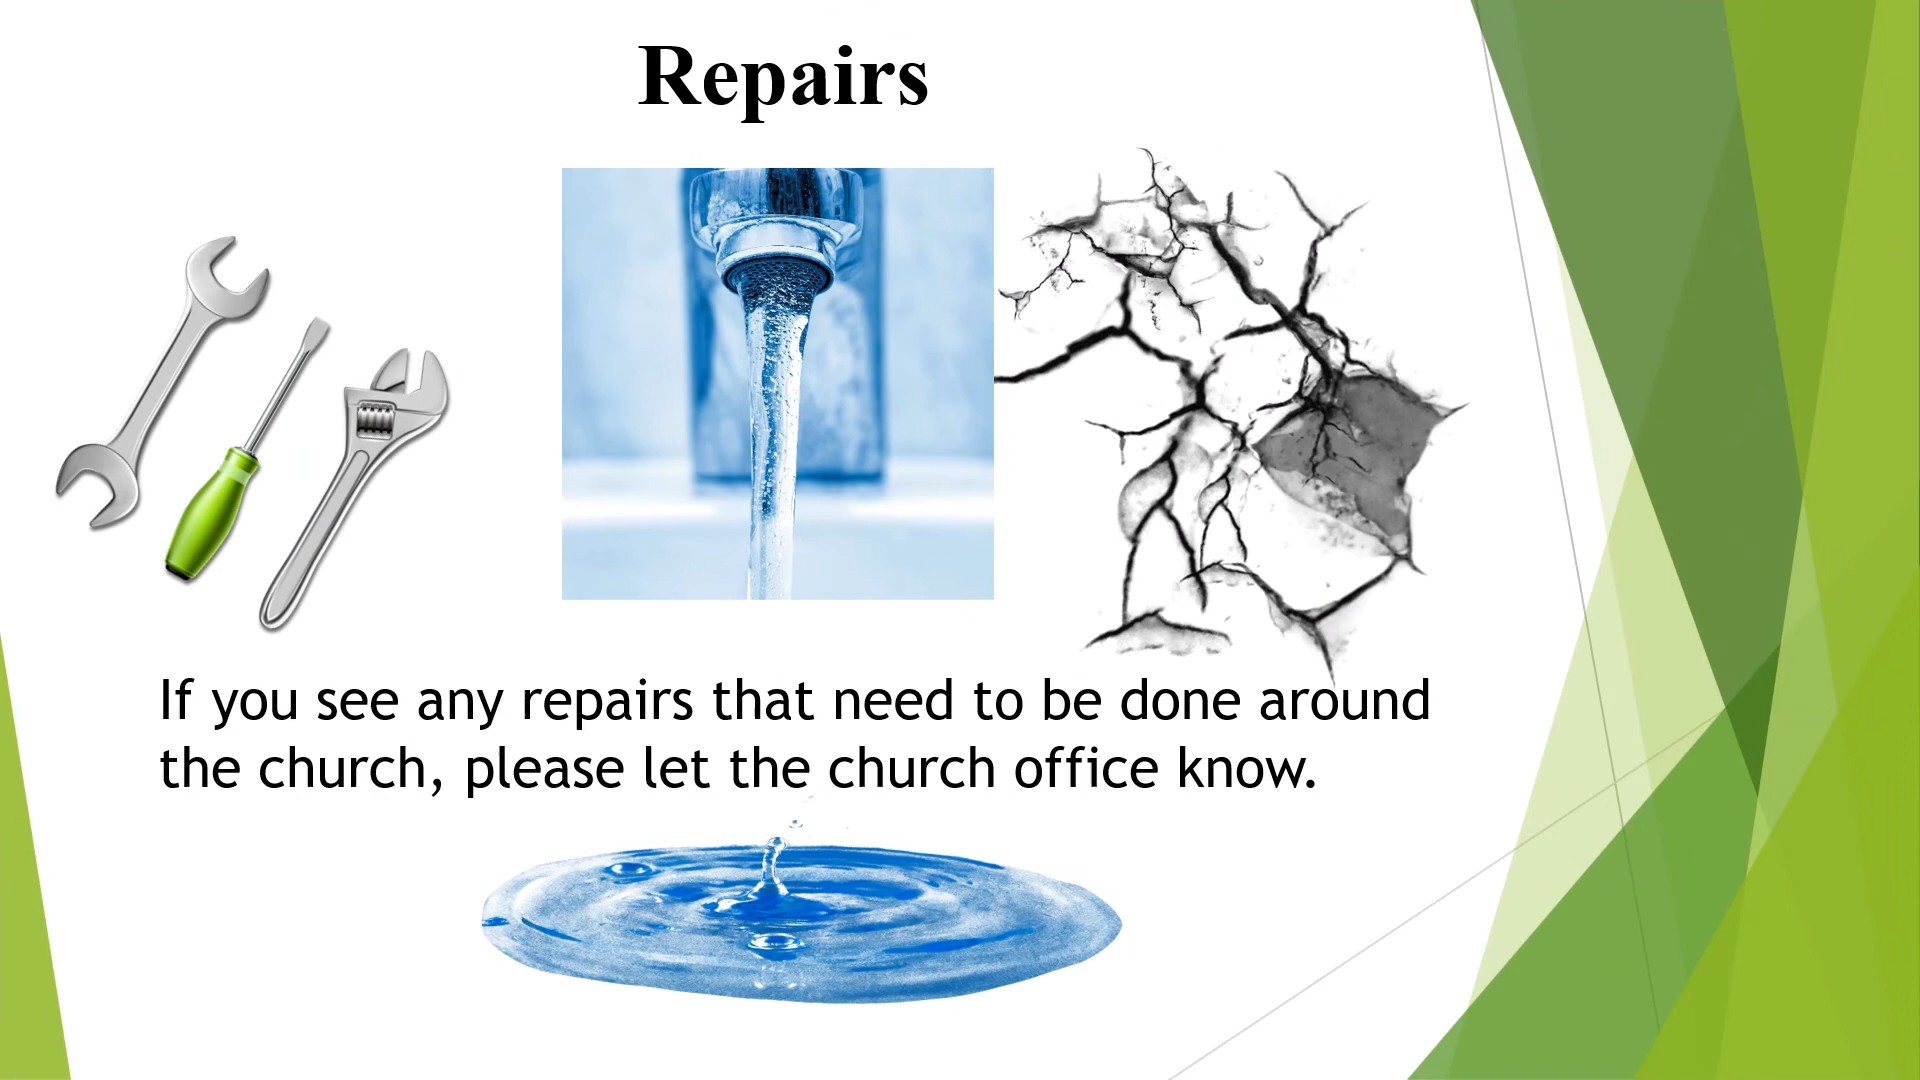 Repairs
If you see any repairs that need to be done around
the church, please let the church office know.